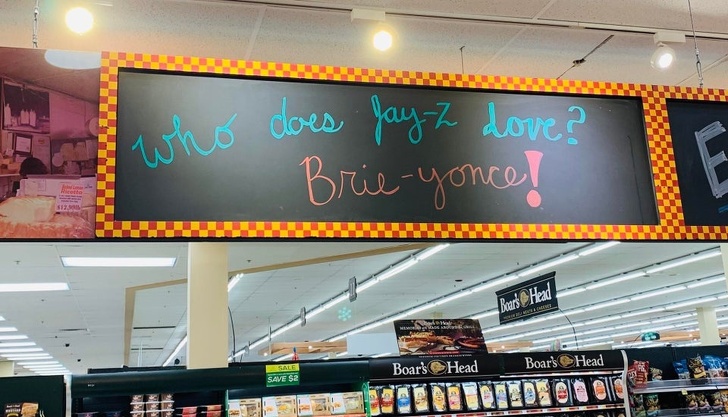 Who does Jay-Z Love?
Brie-yonce!
E
Boar's Head
Boar's Head
Boar's Head
SALE
SAVE $2